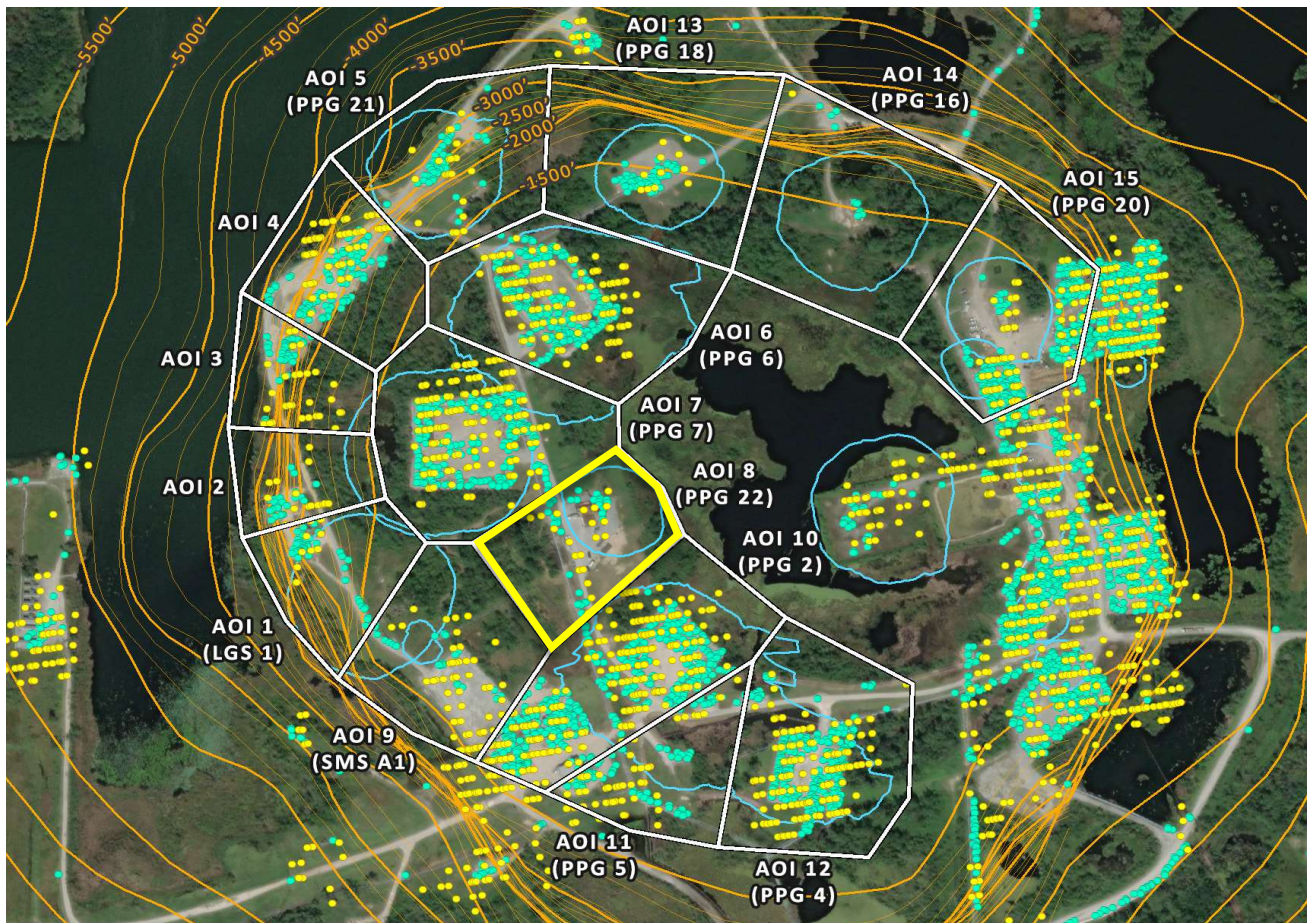 -5500'
-5000'
-4500'
-4000'
-3500'
-3000'
-2500'
-2000'
-1500'
AOI 13
(PPG 18)
AOI 5
(PPG 21)
AOI 14
(PPG 16)
AOI 15
(PPG 20)
AOI 4
AOI 3
AOI 6
(PPG 6)
AOI 7
(PPG 7)
AOI 2
AOI 8
(PPG 22)
AOI 10
(PPG 2)
AOI 1
(LGS 1)
AOI 9
(SMS A1)
AOI 11
(PPG 5)
AOI 12
(PPG 4)